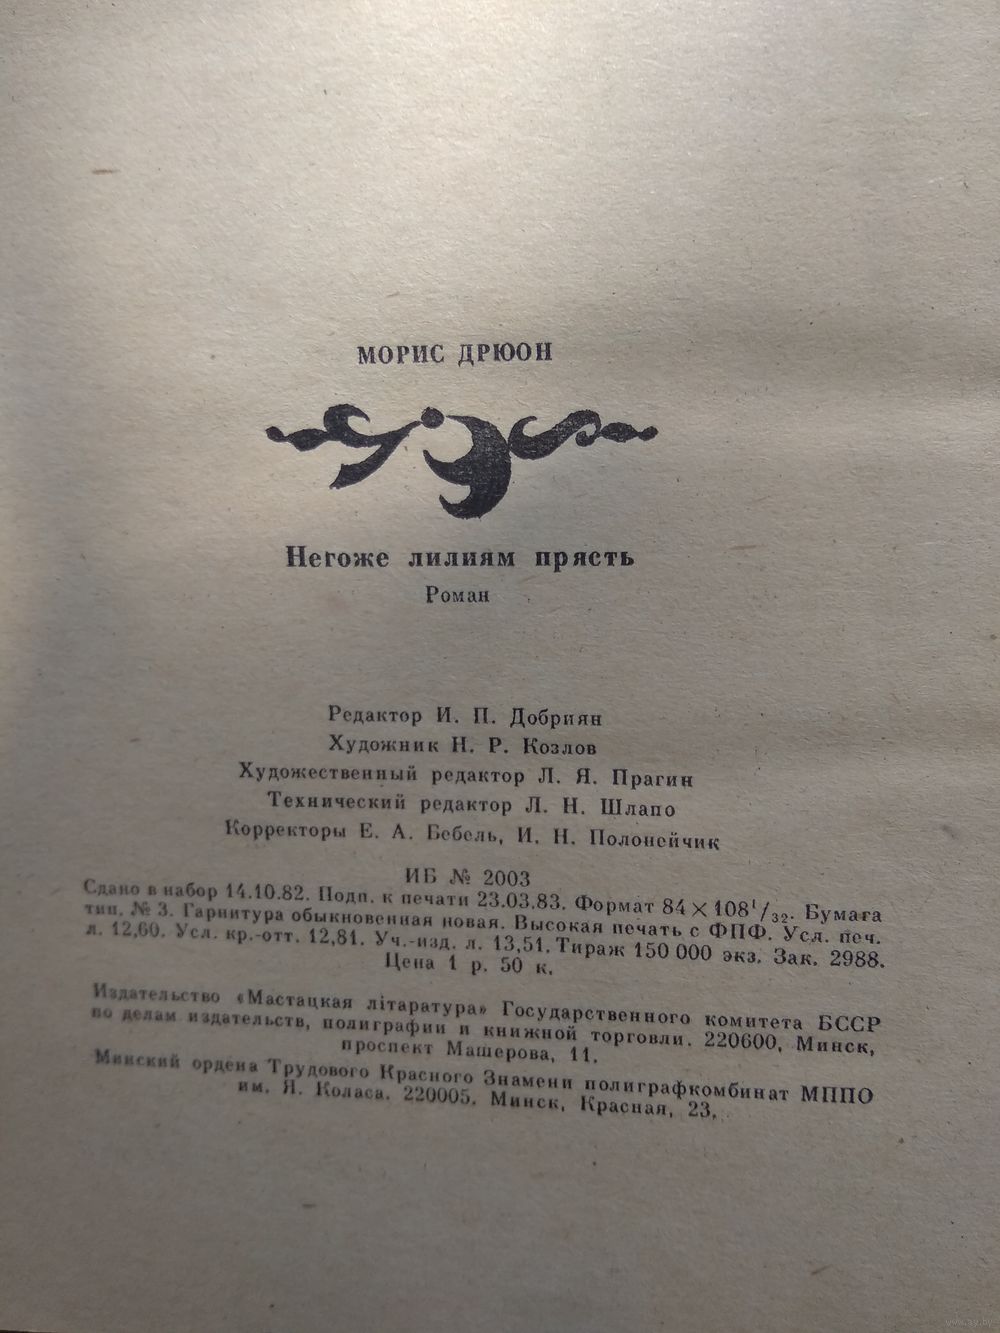 МОРИС ДРЮОН
Негоже лилиям прясть
Роман
Редактор И. П. Добриян
Художник Н. Р. Козлов
Художественный редактор Л. Я. Прагин
Технический редактор Л. Н. Шлапо
Корректоры Е. А. Бебель, И. Н. Полонейчик
ИБ № 2003
Сдано в набор 14.10.82. Подп. к печати 23.03.83. Формат 84×108¹/₃₂. Бумага
тип. № 3. Гарнитура обыкновенная новая. Высокая печать с ФПФ. Усл. печ.
л. 12,60. Усл. кр.-отт. 12,81. Уч.-изд. л. 13,51. Тираж 150 000 экз. Зак. 2988.
Цена 1 р. 50 к.
Издательство «Мастацкая літаратура» Государственного комитета БССР
по делам издательств, полиграфии и книжной торговли. 220600, Минск,
проспект Машерова, 11.
Минский ордена Трудового Красного Знамени полиграфкомбинат МППО
им. Я. Коласа. 220005. Минск, Красная, 23.
www.ay.by